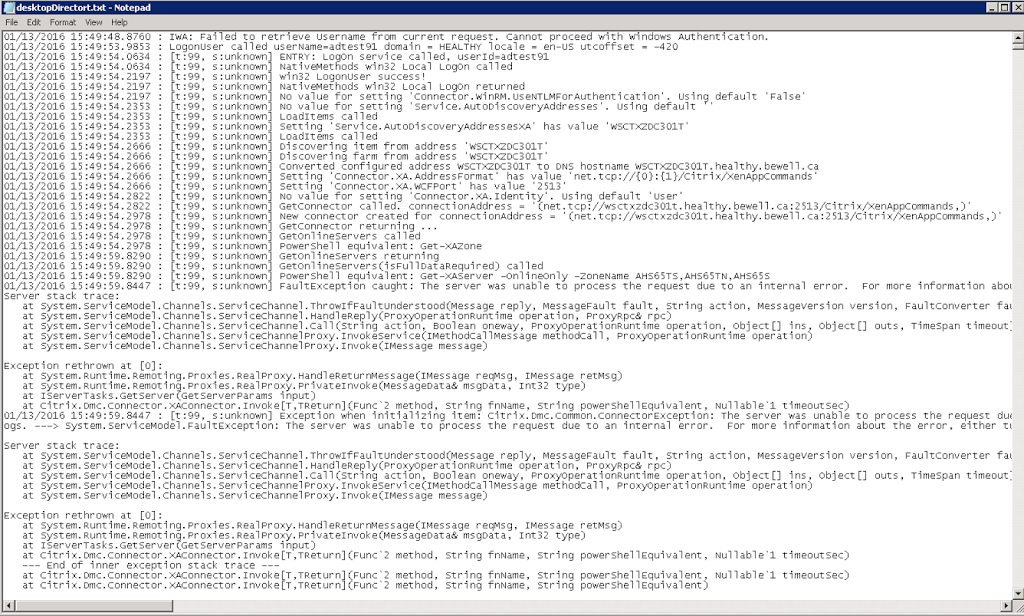 desktopDirectort.txt - Notepad
File Edit Format View Help
01/13/2016 15:49:48.8760 : IWA: Failed to retrieve Username from current request. Cannot proceed with Windows Authentication.
01/13/2016 15:49:53.9853 : LogonUser called userName=adtest91 domain = HEALTHY locale = en-US utcoffset = -420
01/13/2016 15:49:54.0634 : [t:99, s:unknown] ENTRY: LogOn service called, userId=adtest91
01/13/2016 15:49:54.0634 : [t:99, s:unknown] NativeMethods win32 Local LogOn called
01/13/2016 15:49:54.2197 : [t:99, s:unknown] win32 LogonUser success!
01/13/2016 15:49:54.2197 : [t:99, s:unknown] NativeMethods win32 Local LogOn returned
01/13/2016 15:49:54.2197 : [t:99, s:unknown] No value for setting 'Connector.WinRM.UseNTLMForAuthentication'. Using default 'False'
01/13/2016 15:49:54.2353 : [t:99, s:unknown] No value for setting 'Service.AutoDiscoveryAddresses'. Using default ''
01/13/2016 15:49:54.2353 : [t:99, s:unknown] LoadItems called
01/13/2016 15:49:54.2353 : [t:99, s:unknown] Setting 'Service.AutoDiscoveryAddressesXA' has value 'WSCTXZDC301T'
01/13/2016 15:49:54.2353 : [t:99, s:unknown] LoadItems called
01/13/2016 15:49:54.2666 : [t:99, s:unknown] Discovering item from address 'WSCTXZDC301T'
01/13/2016 15:49:54.2666 : [t:99, s:unknown] Discovering farm from address 'WSCTXZDC301T'
01/13/2016 15:49:54.2666 : [t:99, s:unknown] Converted configured address WSCTXZDC301T to DNS hostname WSCTXZDC301T.healthy.bewell.ca
01/13/2016 15:49:54.2666 : [t:99, s:unknown] Setting 'Connector.XA.AddressFormat' has value 'net.tcp://{0}:{1}/Citrix/XenAppCommands'
01/13/2016 15:49:54.2666 : [t:99, s:unknown] Setting 'Connector.XA.WCFPort' has value '2513'
01/13/2016 15:49:54.2822 : [t:99, s:unknown] No value for setting 'Connector.XA.Identity'. Using default 'User'
01/13/2016 15:49:54.2822 : [t:99, s:unknown] GetConnector called. connectionAddress = '(net.tcp://wsctxzdc301t.healthy.bewell.ca:2513/Citrix/XenAppCommands,)'
01/13/2016 15:49:54.2978 : [t:99, s:unknown] New connector created for connectionAddress = '(net.tcp://wsctxzdc301t.healthy.bewell.ca:2513/Citrix/XenAppCommands,)'
01/13/2016 15:49:54.2978 : [t:99, s:unknown] GetConnector returning ...
01/13/2016 15:49:54.2978 : [t:99, s:unknown] GetOnlineServers called
01/13/2016 15:49:54.2978 : [t:99, s:unknown] PowerShell equivalent: Get-XAZone
01/13/2016 15:49:59.8290 : [t:99, s:unknown] GetOnlineServers returning
01/13/2016 15:49:59.8290 : [t:99, s:unknown] GetOnlineServers(isFullDataRequired) called
01/13/2016 15:49:59.8290 : [t:99, s:unknown] PowerShell equivalent: Get-XAServer -OnlineOnly -ZoneName AHS65TS,AHS65TN,AHS65S
01/13/2016 15:49:59.8447 : [t:99, s:unknown] FaultException caught: The server was unable to process the request due to an internal error.  For more information abou
Server stack trace:
at System.ServiceModel.Channels.ServiceChannel.ThrowIfFaultUnderstood(Message reply, MessageFault fault, String action, MessageVersion version, FaultConverter fau
at System.ServiceModel.Channels.ServiceChannel.HandleReply(ProxyOperationRuntime operation, ProxyRpc& rpc)
at System.ServiceModel.Channels.ServiceChannel.Call(String action, Boolean oneway, ProxyOperationRuntime operation, Object[] ins, Object[] outs, TimeSpan timeout)
at System.ServiceModel.Channels.ServiceChannelProxy.InvokeService(IMethodCallMessage methodCall, ProxyOperationRuntime operation)
at System.ServiceModel.Channels.ServiceChannelProxy.Invoke(IMessage message)
Exception rethrown at [0]:
at System.Runtime.Remoting.Proxies.RealProxy.HandleReturnMessage(IMessage reqMsg, IMessage retMsg)
at System.Runtime.Remoting.Proxies.RealProxy.PrivateInvoke(MessageData& msgData, Int32 type)
at IServerTasks.GetServer(GetServerParams input)
at Citrix.Dmc.Connector.XAConnector.Invoke[T,TReturn](Func`2 method, String fnName, String powerShellEquivalent, Nullable`1 timeoutSec)
01/13/2016 15:49:59.8447 : [t:99, s:unknown] Exception when initializing item: Citrix.Dmc.Common.ConnectorException: The server was unable to process the request due
ogs. ---> System.ServiceModel.FaultException: The server was unable to process the request due to an internal error.  For more information about the error, either tu
Server stack trace:
at System.ServiceModel.Channels.ServiceChannel.ThrowIfFaultUnderstood(Message reply, MessageFault fault, String action, MessageVersion version, FaultConverter fau
at System.ServiceModel.Channels.ServiceChannel.HandleReply(ProxyOperationRuntime operation, ProxyRpc& rpc)
at System.ServiceModel.Channels.ServiceChannel.Call(String action, Boolean oneway, ProxyOperationRuntime operation, Object[] ins, Object[] outs, TimeSpan timeout)
at System.ServiceModel.Channels.ServiceChannelProxy.InvokeService(IMethodCallMessage methodCall, ProxyOperationRuntime operation)
at System.ServiceModel.Channels.ServiceChannelProxy.Invoke(IMessage message)
Exception rethrown at [0]:
at System.Runtime.Remoting.Proxies.RealProxy.HandleReturnMessage(IMessage reqMsg, IMessage retMsg)
at System.Runtime.Remoting.Proxies.RealProxy.PrivateInvoke(MessageData& msgData, Int32 type)
at IServerTasks.GetServer(GetServerParams input)
at Citrix.Dmc.Connector.XAConnector.Invoke[T,TReturn](Func`2 method, String fnName, String powerShellEquivalent, Nullable`1 timeoutSec)
--- End of inner exception stack trace ---
at Citrix.Dmc.Connector.XAConnector.Invoke[T,TReturn](Func`2 method, String fnName, String powerShellEquivalent, Nullable`1 timeoutSec)
at Citrix.Dmc.Connector.XAConnector.Invoke[T,TReturn](Func`2 method, String fnName, String powerShellEquivalent)